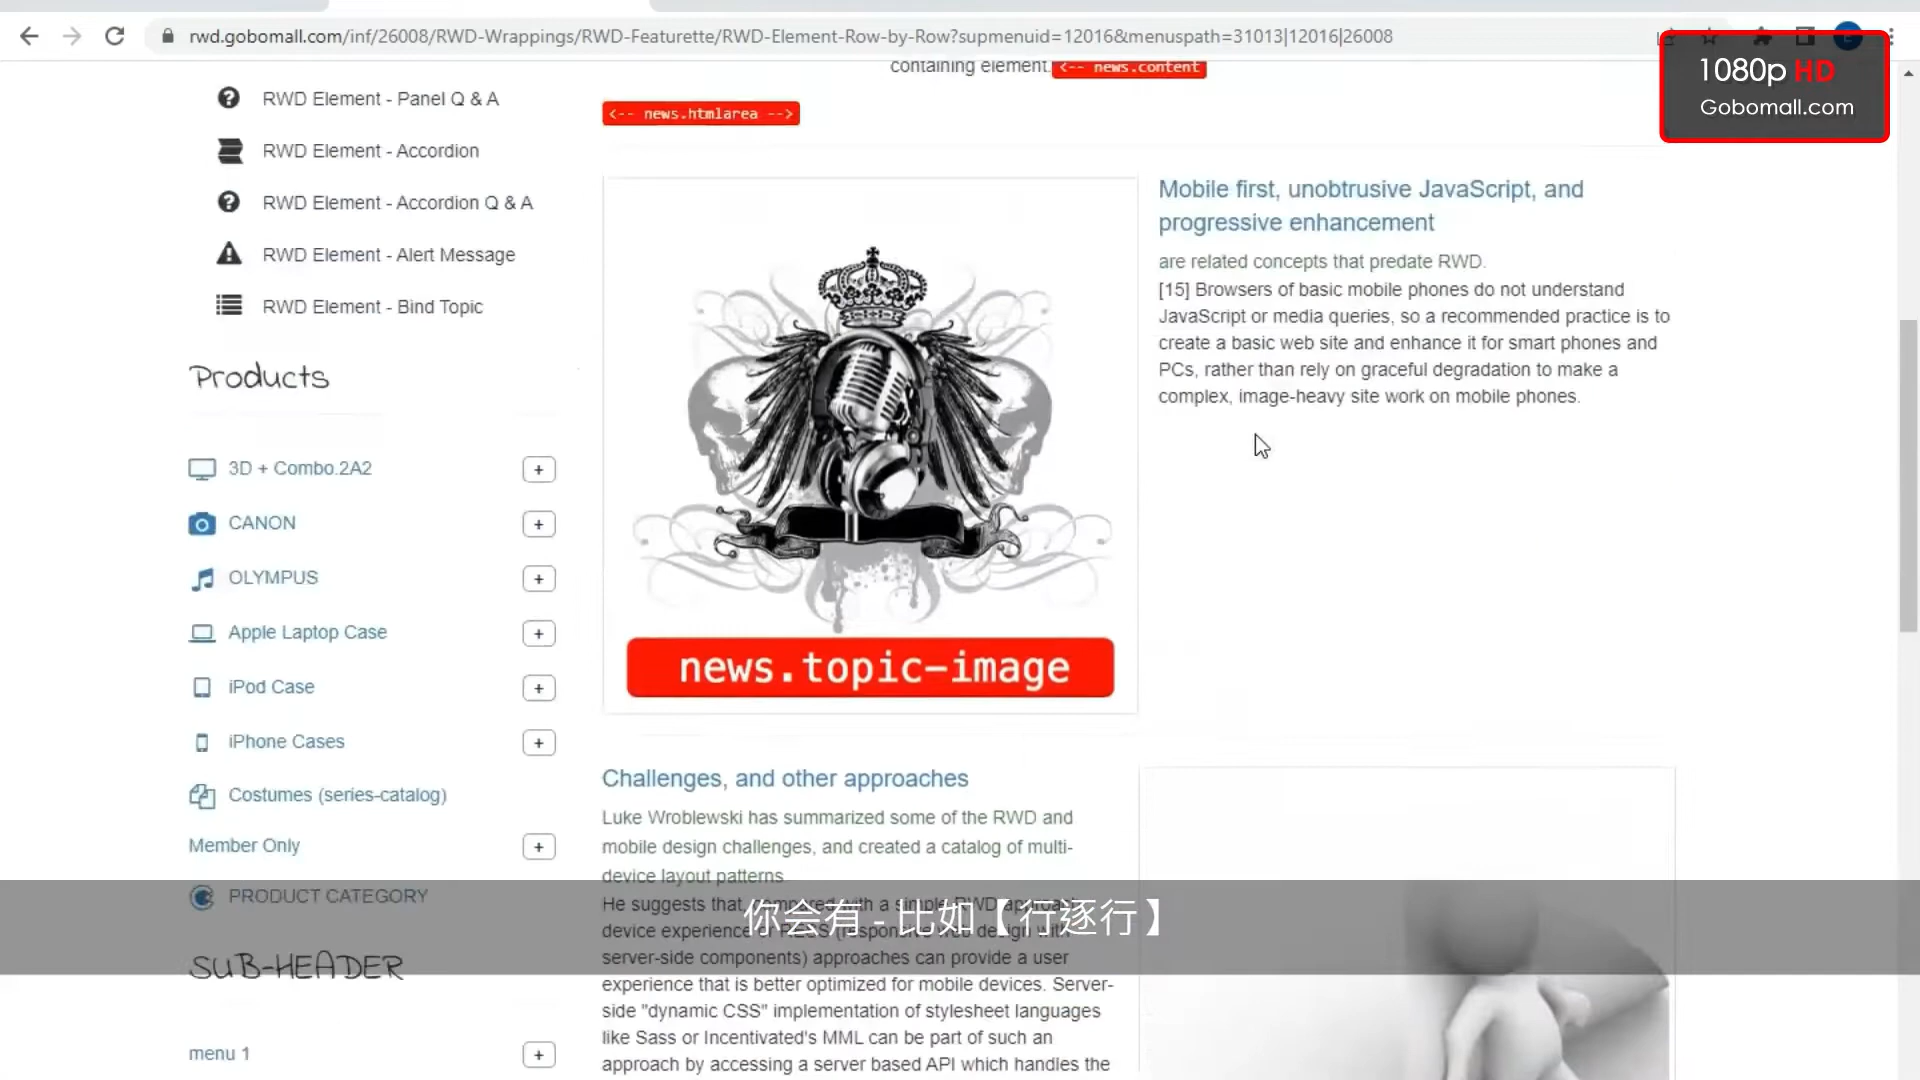 rwd.gobomall.com/inf/26008/RWD-Wrappings/RWD-Featurette/RWD-Element-Row-by-Row?supmenuid=12016&menuspath=31013|12016|26008
1080p HD
Gobomall.com
RWD Element - Panel Q & A
RWD Element - Accordion
RWD Element - Accordion Q & A
RWD Element - Alert Message
RWD Element - Bind Topic
Products
3D + Combo.2A2
CANON
OLYMPUS
Apple Laptop Case
iPod Case
iPhone Cases
Costumes (series-catalog)
Member Only
PRODUCT CATEGORY
SUB-HEADER
menu 1
containing element. <-- news.content
<-- news.htmlarea -->
news.topic-image
Mobile first, unobtrusive JavaScript, and
progressive enhancement
are related concepts that predate RWD.
[15] Browsers of basic mobile phones do not understand
JavaScript or media queries, so a recommended practice is to
create a basic web site and enhance it for smart phones and
PCs, rather than rely on graceful degradation to make a
complex, image-heavy site work on mobile phones.
Challenges, and other approaches
Luke Wroblewski has summarized some of the RWD and
mobile design challenges, and created a catalog of multi-
device layout patterns.
He suggests that, compared with a simple RWD approach,
device experience or RESS (responsive web design with
server-side components) approaches can provide a user
experience that is better optimized for mobile devices. Server-
side "dynamic CSS" implementation of stylesheet languages
like Sass or Incentivated's MML can be part of such an
approach by accessing a server based API which handles the
你会有 - 比如【行逐行】